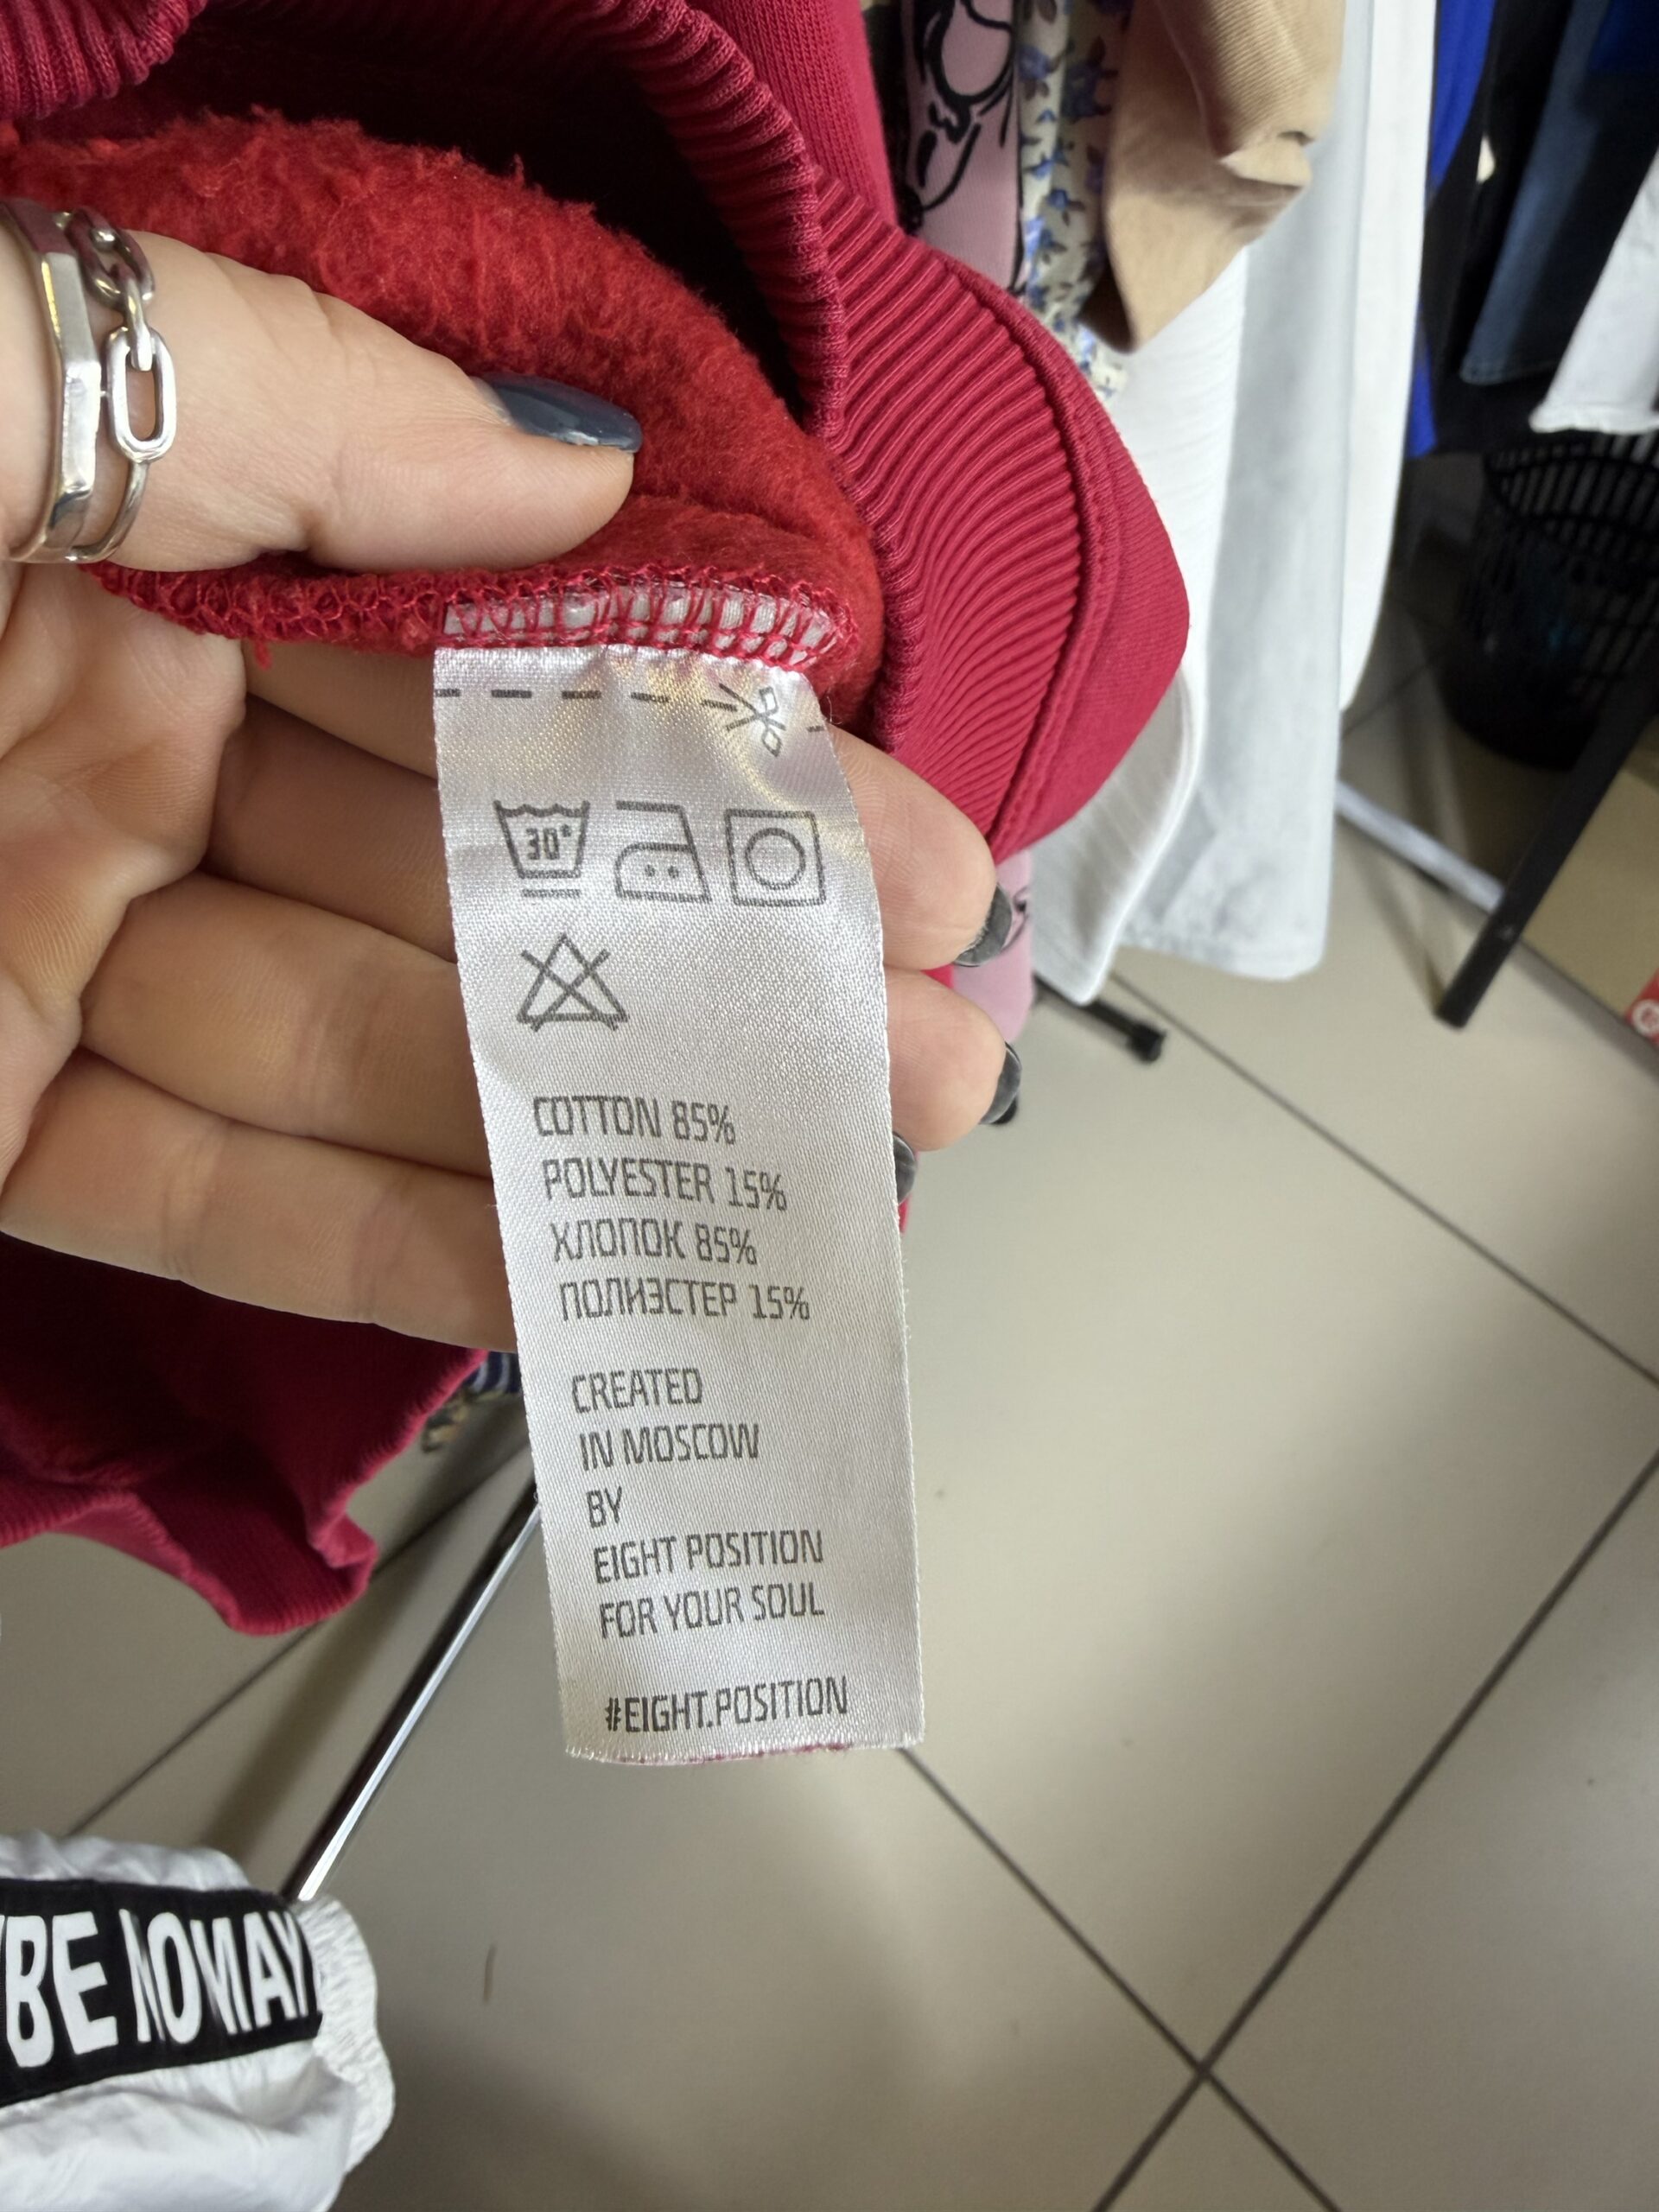 30°
COTTON 85%
POLYESTER 15%
ХЛОПОК 85%
ПОЛИЭСТЕР 15%
CREATED
IN MOSCOW
BY
EIGHT POSITION
FOR YOUR SOUL
#EIGHT.POSITION
BE